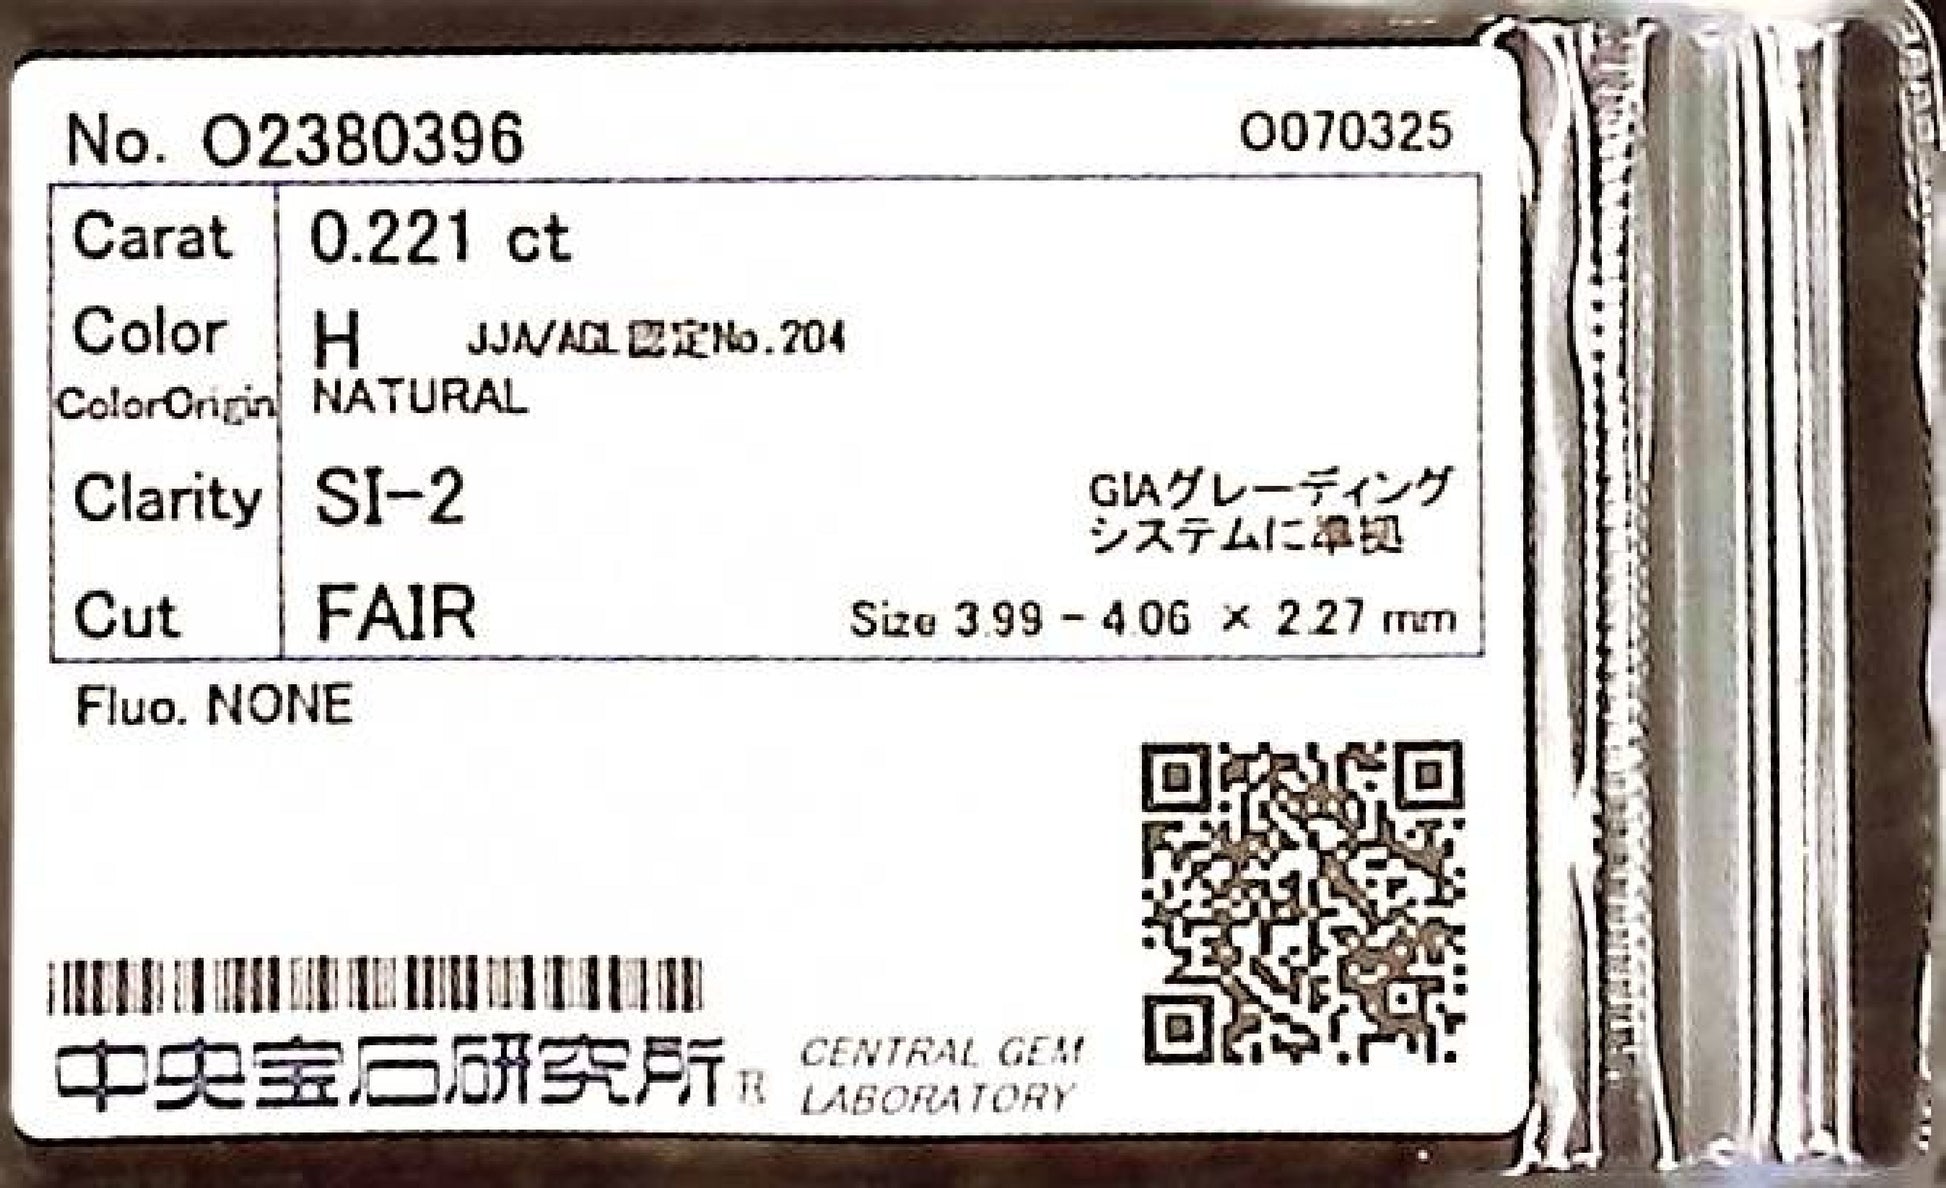 No. O2380396 O070325
Carat 0.221 ct
Color H JJA/AGL認定No.204
ColorOrigin NATURAL
Clarity SI-2 GIAグレーディング
システムに準拠
Cut FAIR Size 3.99 - 4.06 × 2.27 mm
Fluo. NONE
中央宝石研究所® CENTRAL GEM
LABORATORY